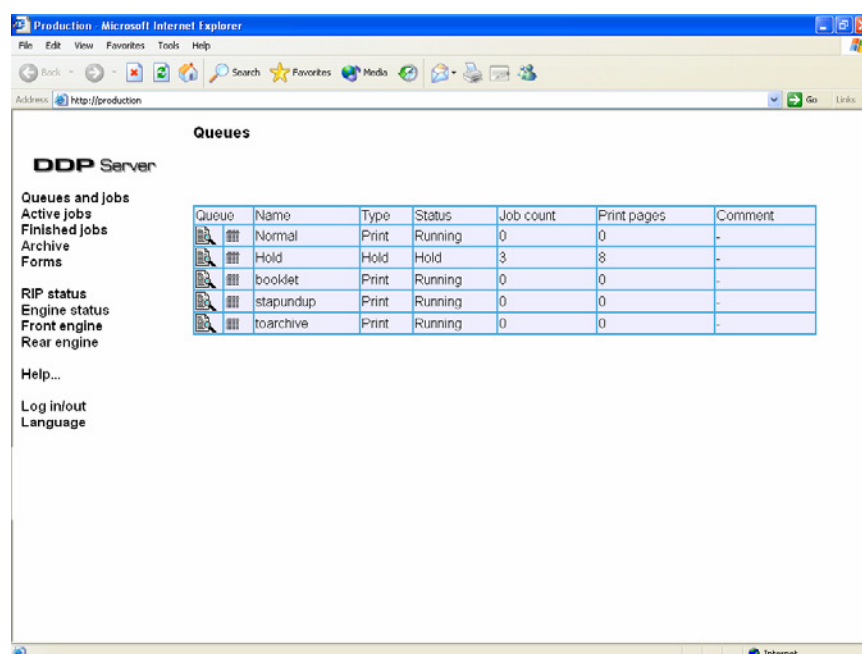 Production - Microsoft Internet Explorer
File Edit View Favorites Tools Help
Back Search Favorites Media
Address http://production Go Links
Queues
DDP Server
Queues and jobs
Active jobs
Finished jobs
Archive
Forms
RIP status
Engine status
Front engine
Rear engine
Help...
Log in/out
Language
Queue Name Type Status Job count Print pages Comment
Normal Print Running 0 0 -
Hold Hold Hold 3 8 -
booklet Print Running 0 0 -
stapundup Print Running 0 0 -
toarchive Print Running 0 0 -
Internet